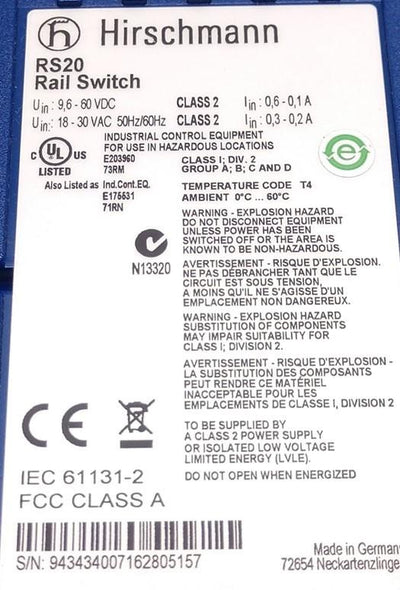 Hirschmann
RS20
Rail Switch
Uin: 9,6 - 60 VDC CLASS 2 Iin: 0,6 - 0,1 A
Uin: 18 - 30 VAC 50Hz/60Hz CLASS 2 Iin: 0,3 - 0,2 A
INDUSTRIAL CONTROL EQUIPMENT
FOR USE IN HAZARDOUS LOCATIONS
C UL US
LISTED
E203960
73RM
CLASS I; DIV. 2
GROUP A; B; C AND D
Also Listed as Ind.Cont.EQ.
E175531
71RN
TEMPERATURE CODE T4
AMBIENT 0°C ... 60°C
e
N13320
WARNING - EXPLOSION HAZARD
DO NOT DISCONNECT EQUIPMENT
UNLESS POWER HAS BEEN
SWITCHED OFF OR THE AREA IS
KNOWN TO BE NON-HAZARDOUS.
AVERTISSEMENT - RISQUE D'EXPLOSION.
NE PAS DÉBRANCHER TANT QUE LE
CIRCUIT EST SOUS TENSION,
A MOINS QU'IL NE S'AGISSE D'UN
EMPLACEMENT NON DANGEREUX.
WARNING - EXPLOSION HAZARD
SUBSTITUTION OF COMPONENTS
MAY IMPAIR SUITABILITY FOR
CLASS I; DIVISION 2.
AVERTISSEMENT - RISQUE D'EXPLOSION
- LA SUBSTITUTION DES COMPOSANTS
PEUT RENDRE CE MATÉRIEL
INACCEPTABLE POUR LES
EMPLACEMENTS DE CLASSE I, DIVISION 2
CE
TO BE SUPPLIED BY
A CLASS 2 POWER SUPPLY
OR ISOLATED LOW VOLTAGE
LIMITED ENERGY (LVLE).
DO NOT OPEN WHEN ENERGIZED
IEC 61131-2
FCC CLASS A
S/N: 943434007162805157
Made in German
72654 Neckartenzlinge